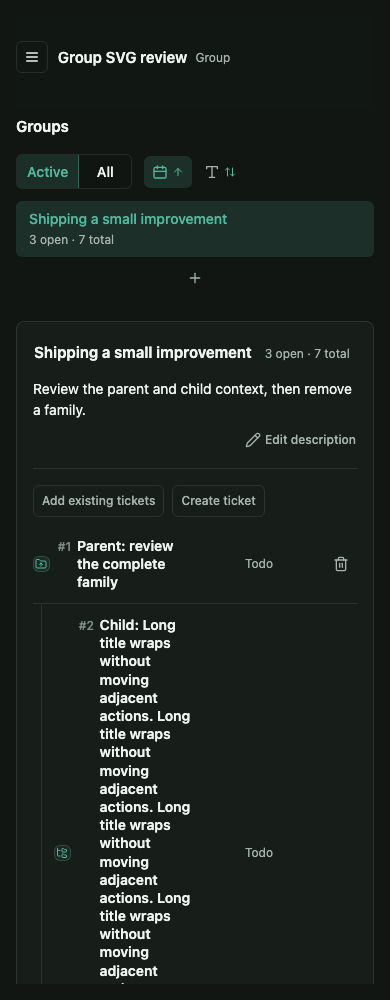 Group SVG review Group
Groups
Active All
Shipping a small improvement
3 open · 7 total
Shipping a small improvement 3 open · 7 total
Review the parent and child context, then remove
a family.
Edit description
Add existing tickets Create ticket
#1 Parent: review
the complete
family
Todo
#2 Child: Long
title wraps
without
moving
adjacent
actions. Long
title wraps
without
moving
adjacent
actions. Long
title wraps
without
moving
adjacent
actions. Long
title wraps
without
moving
adjacent
Todo